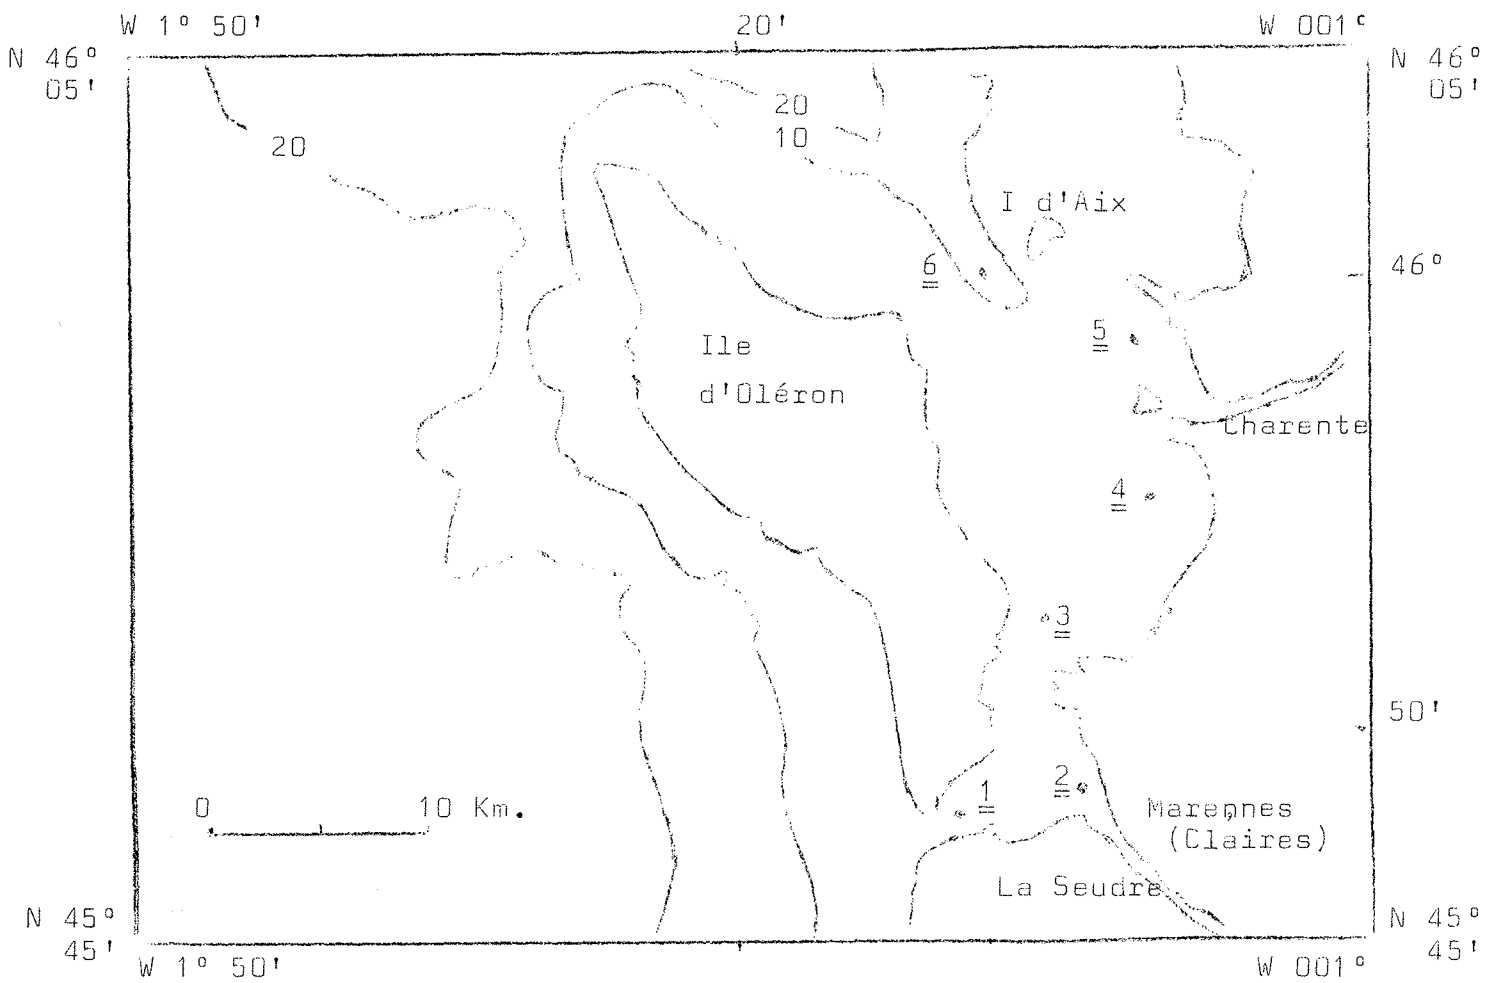 W 1° 50'
20'
W 001°
N 46°
05'
N 46°
05'
20
20
10
I d'Aix
46°
6
5
Ile
d'Oléron
Charente
4
3
50'
1
2
0
10 Km.
Marennes
(Claires)
La Seudre
N 45°
45'
N 45°
45'
W 1° 50'
W 001°